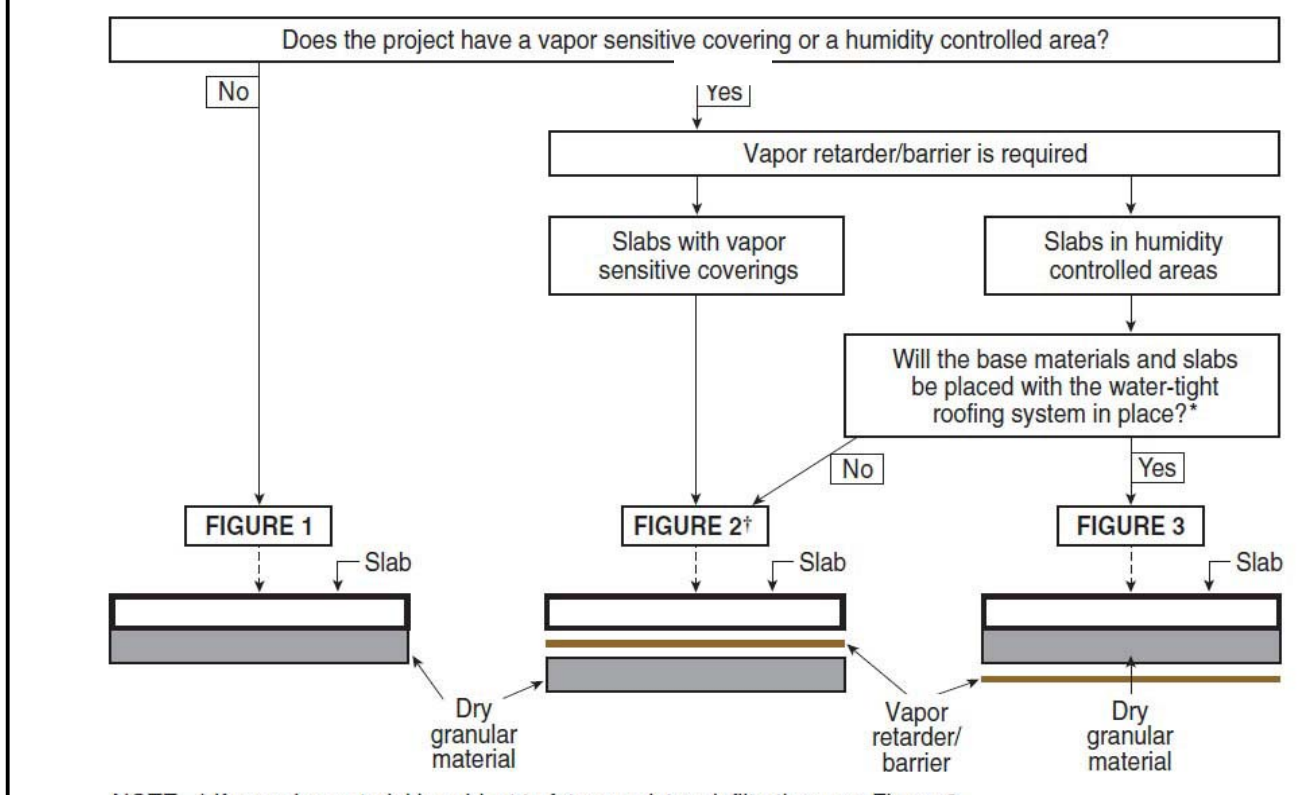 Does the project have a vapor sensitive covering or a humidity controlled area?
No
Yes
Vapor retarder/barrier is required
Slabs with vapor
sensitive coverings
Slabs in humidity
controlled areas
Will the base materials and slabs
be placed with the water-tight
roofing system in place?*
No
Yes
FIGURE 1
FIGURE 2†
FIGURE 3
Slab
Slab
Slab
Dry
granular
material
Vapor
retarder/
barrier
Dry
granular
material